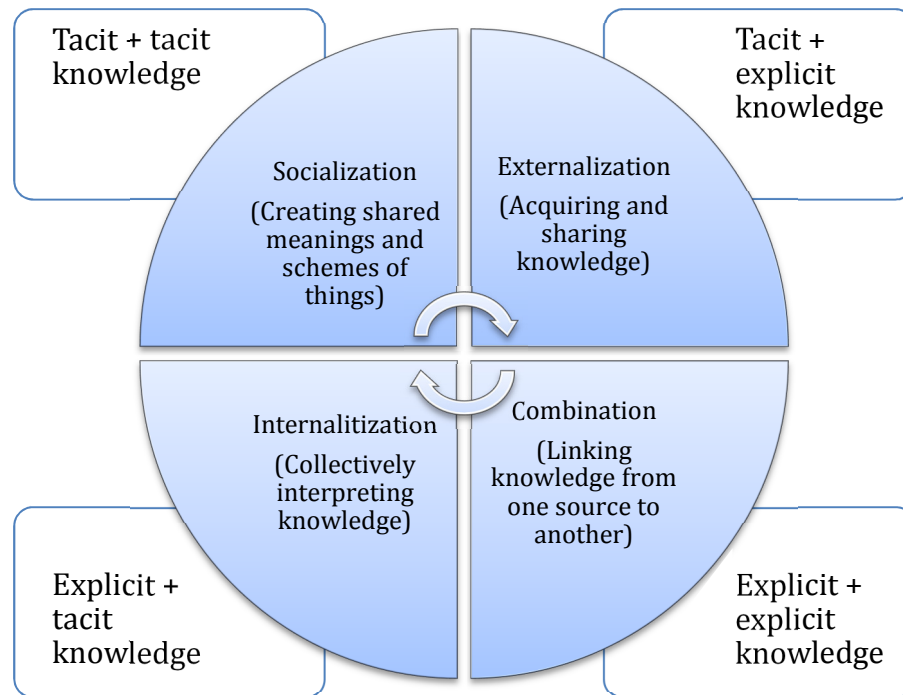 Tacit + tacit
knowledge
Tacit +
explicit
knowledge
Socialization
(Creating shared
meanings and
schemes of
things)
Externalization
(Acquiring and
sharing
knowledge)
Internalitization
(Collectively
interpreting
knowledge)
Combination
(Linking
knowledge from
one source to
another)
Explicit +
tacit
knowledge
Explicit +
explicit
knowledge